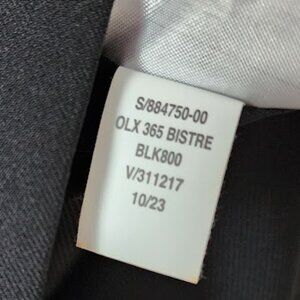 S/884750-00
OLX 365 BISTRE
BLK800
V/311217
10/23